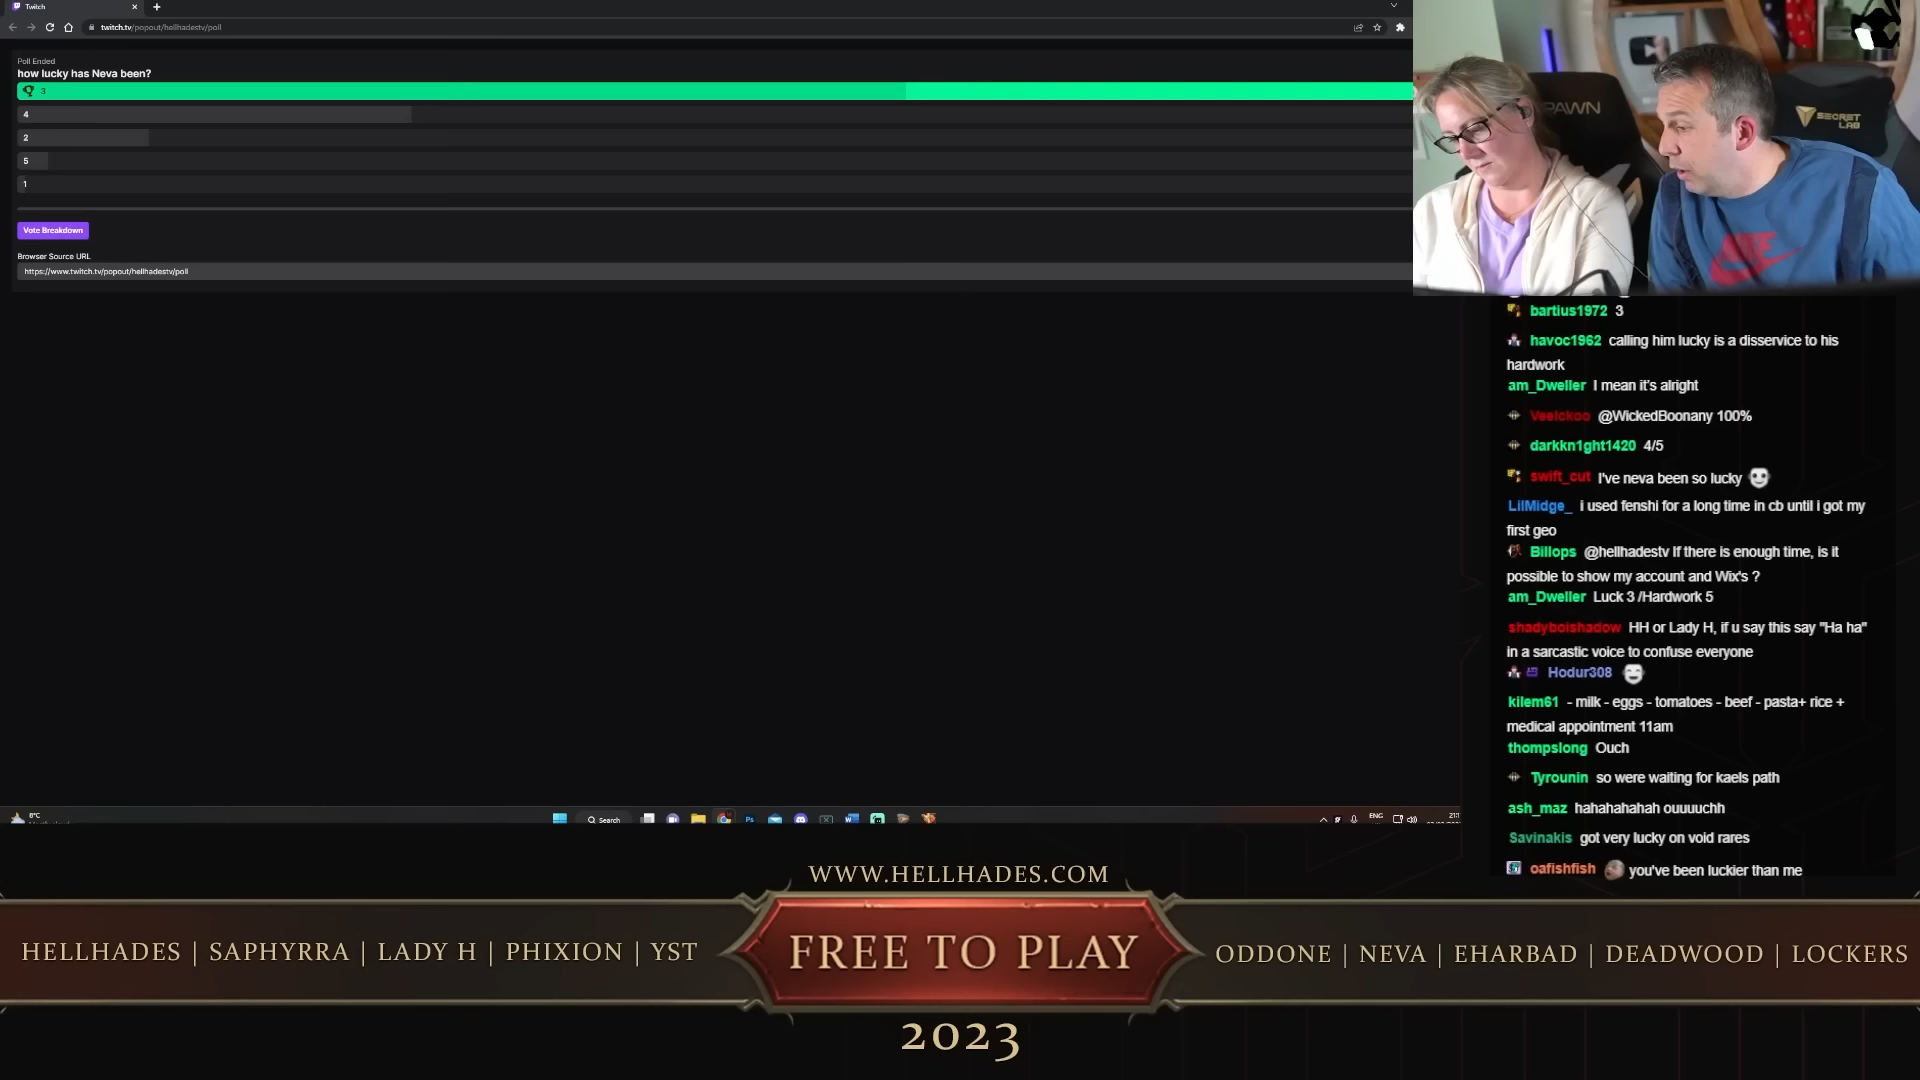 Twitch
twitch.tv/popout/hellhadestv/poll
Poll Ended
how lucky has Neva been?
3
4
2
5
1
Vote Breakdown
Browser Source URL
https://www.twitch.tv/popout/hellhadestv/poll
SPAWN
SECRET
LAB
bartius1972 3
havoc1962 calling him lucky is a disservice to his
hardwork
am_Dweller I mean it's alright
Veelckoo @WickedBoonany 100%
darkkn1ght1420 4/5
swift_cut I've neva been so lucky
LilMidge_ i used fenshi for a long time in cb until i got my
first geo
Billops @hellhadestv If there is enough time, is it
possible to show my account and Wix's ?
am_Dweller Luck 3 /Hardwork 5
shadyboishadow HH or Lady H, if u say this say "Ha ha"
in a sarcastic voice to confuse everyone
Hodur308
kilem61 - milk - eggs - tomatoes - beef - pasta+ rice +
medical appointment 11am
thompslong Ouch
Tyrounin so were waiting for kaels path
ash_maz hahahahahah ouuuuchh
Savinakis got very lucky on void rares
oafishfish you've been luckier than me
8°C
Search
ENG
WWW.HELLHADES.COM
HELLHADES | SAPHYRRA | LADY H | PHIXION | YST
FREE TO PLAY
ODDONE | NEVA | EHARBAD | DEADWOOD | LOCKERS
2023